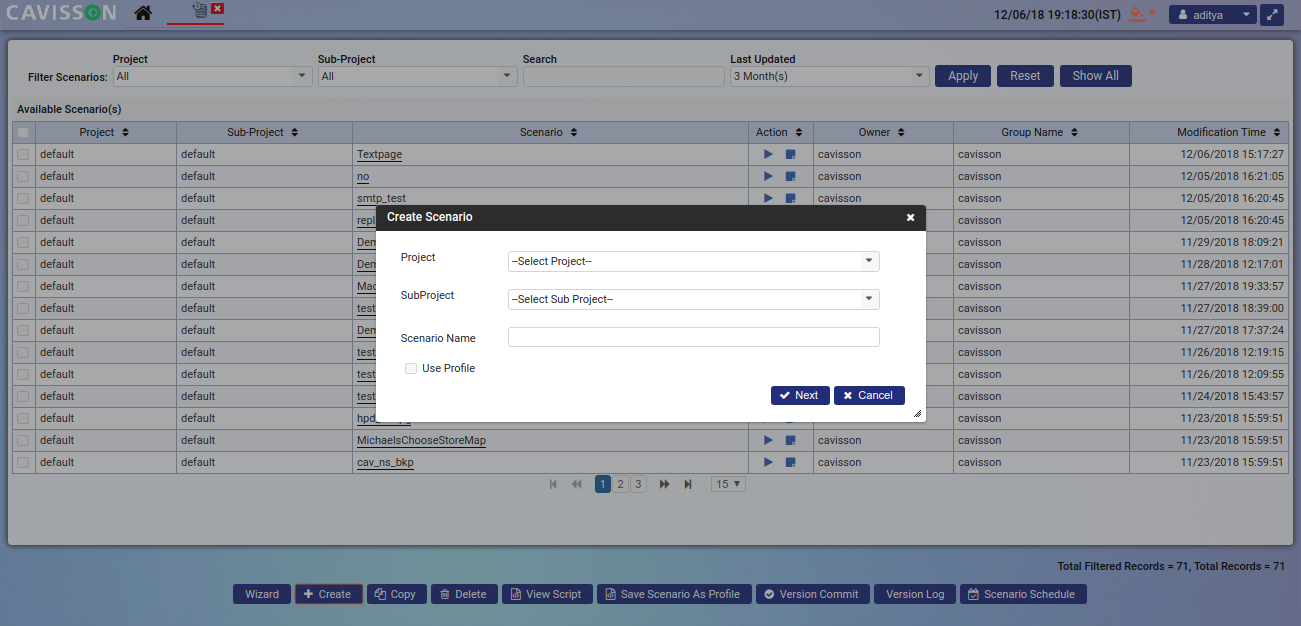 CAVISSON
12/06/18 19:18:30(IST) aditya
Project Sub-Project Search Last Updated
Filter Scenarios: All All 3 Month(s) Apply Reset Show All
Available Scenario(s)
Project Sub-Project Scenario Action Owner Group Name Modification Time
default default Textpage cavisson cavisson 12/06/2018 15:17:27
default default no cavisson cavisson 12/05/2018 16:21:05
default default smtp_test cavisson cavisson 12/05/2018 16:20:45
default default repl cavisson 12/05/2018 16:20:45
default default Dem cavisson 11/29/2018 18:09:21
default default Dem cavisson 11/28/2018 12:17:01
default default Mac cavisson 11/27/2018 19:33:57
default default test cavisson 11/27/2018 18:39:00
default default Dem cavisson 11/27/2018 17:37:24
default default test cavisson 11/26/2018 12:19:15
default default test cavisson 11/26/2018 12:09:55
default default test cavisson 11/24/2018 15:43:57
default default cavisson 11/23/2018 15:59:51
default default MichaelsChooseStoreMap cavisson cavisson 11/23/2018 15:59:51
default default cav_ns_bkp cavisson cavisson 11/23/2018 15:59:51
1 2 3 15
Create Scenario
Project --Select Project--
SubProject --Select Sub Project--
Scenario Name
Use Profile
Next Cancel
Total Filtered Records = 71, Total Records = 71
Wizard Create Copy Delete View Script Save Scenario As Profile Version Commit Version Log Scenario Schedule